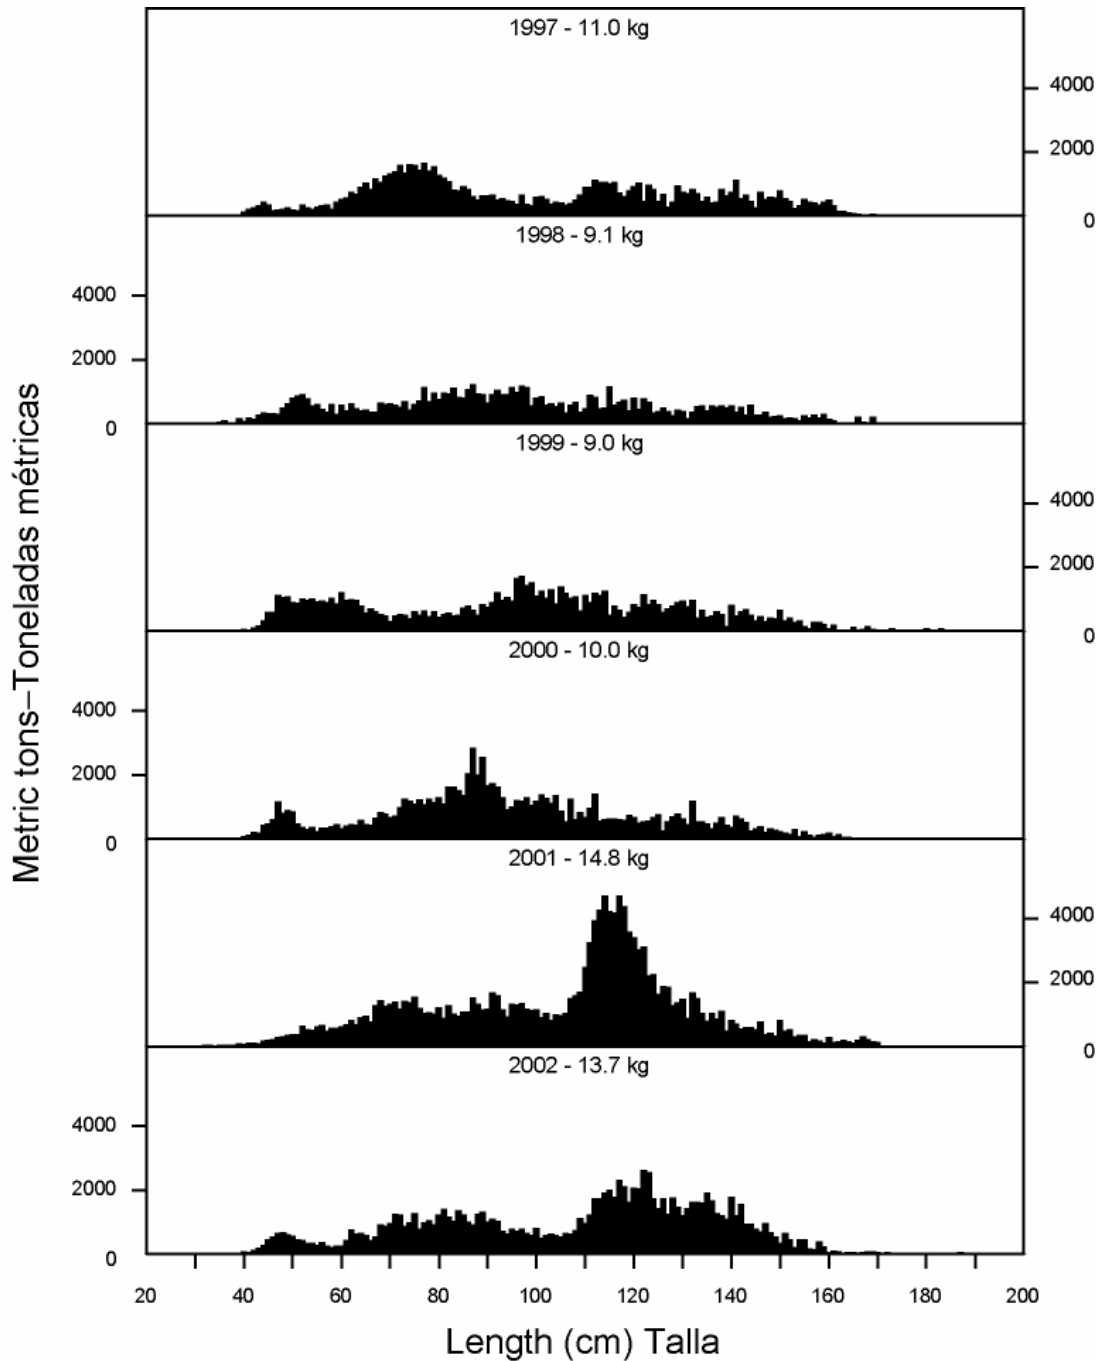 1997 - 11.0 kg
4000
2000
0
1998 - 9.1 kg
4000
2000
0
1999 - 9.0 kg
4000
2000
0
2000 - 10.0 kg
4000
2000
0
2001 - 14.8 kg
4000
2000
0
2002 - 13.7 kg
4000
2000
0
Metric tons–Toneladas métricas
20 40 60 80 100 120 140 160 180 200
Length (cm) Talla